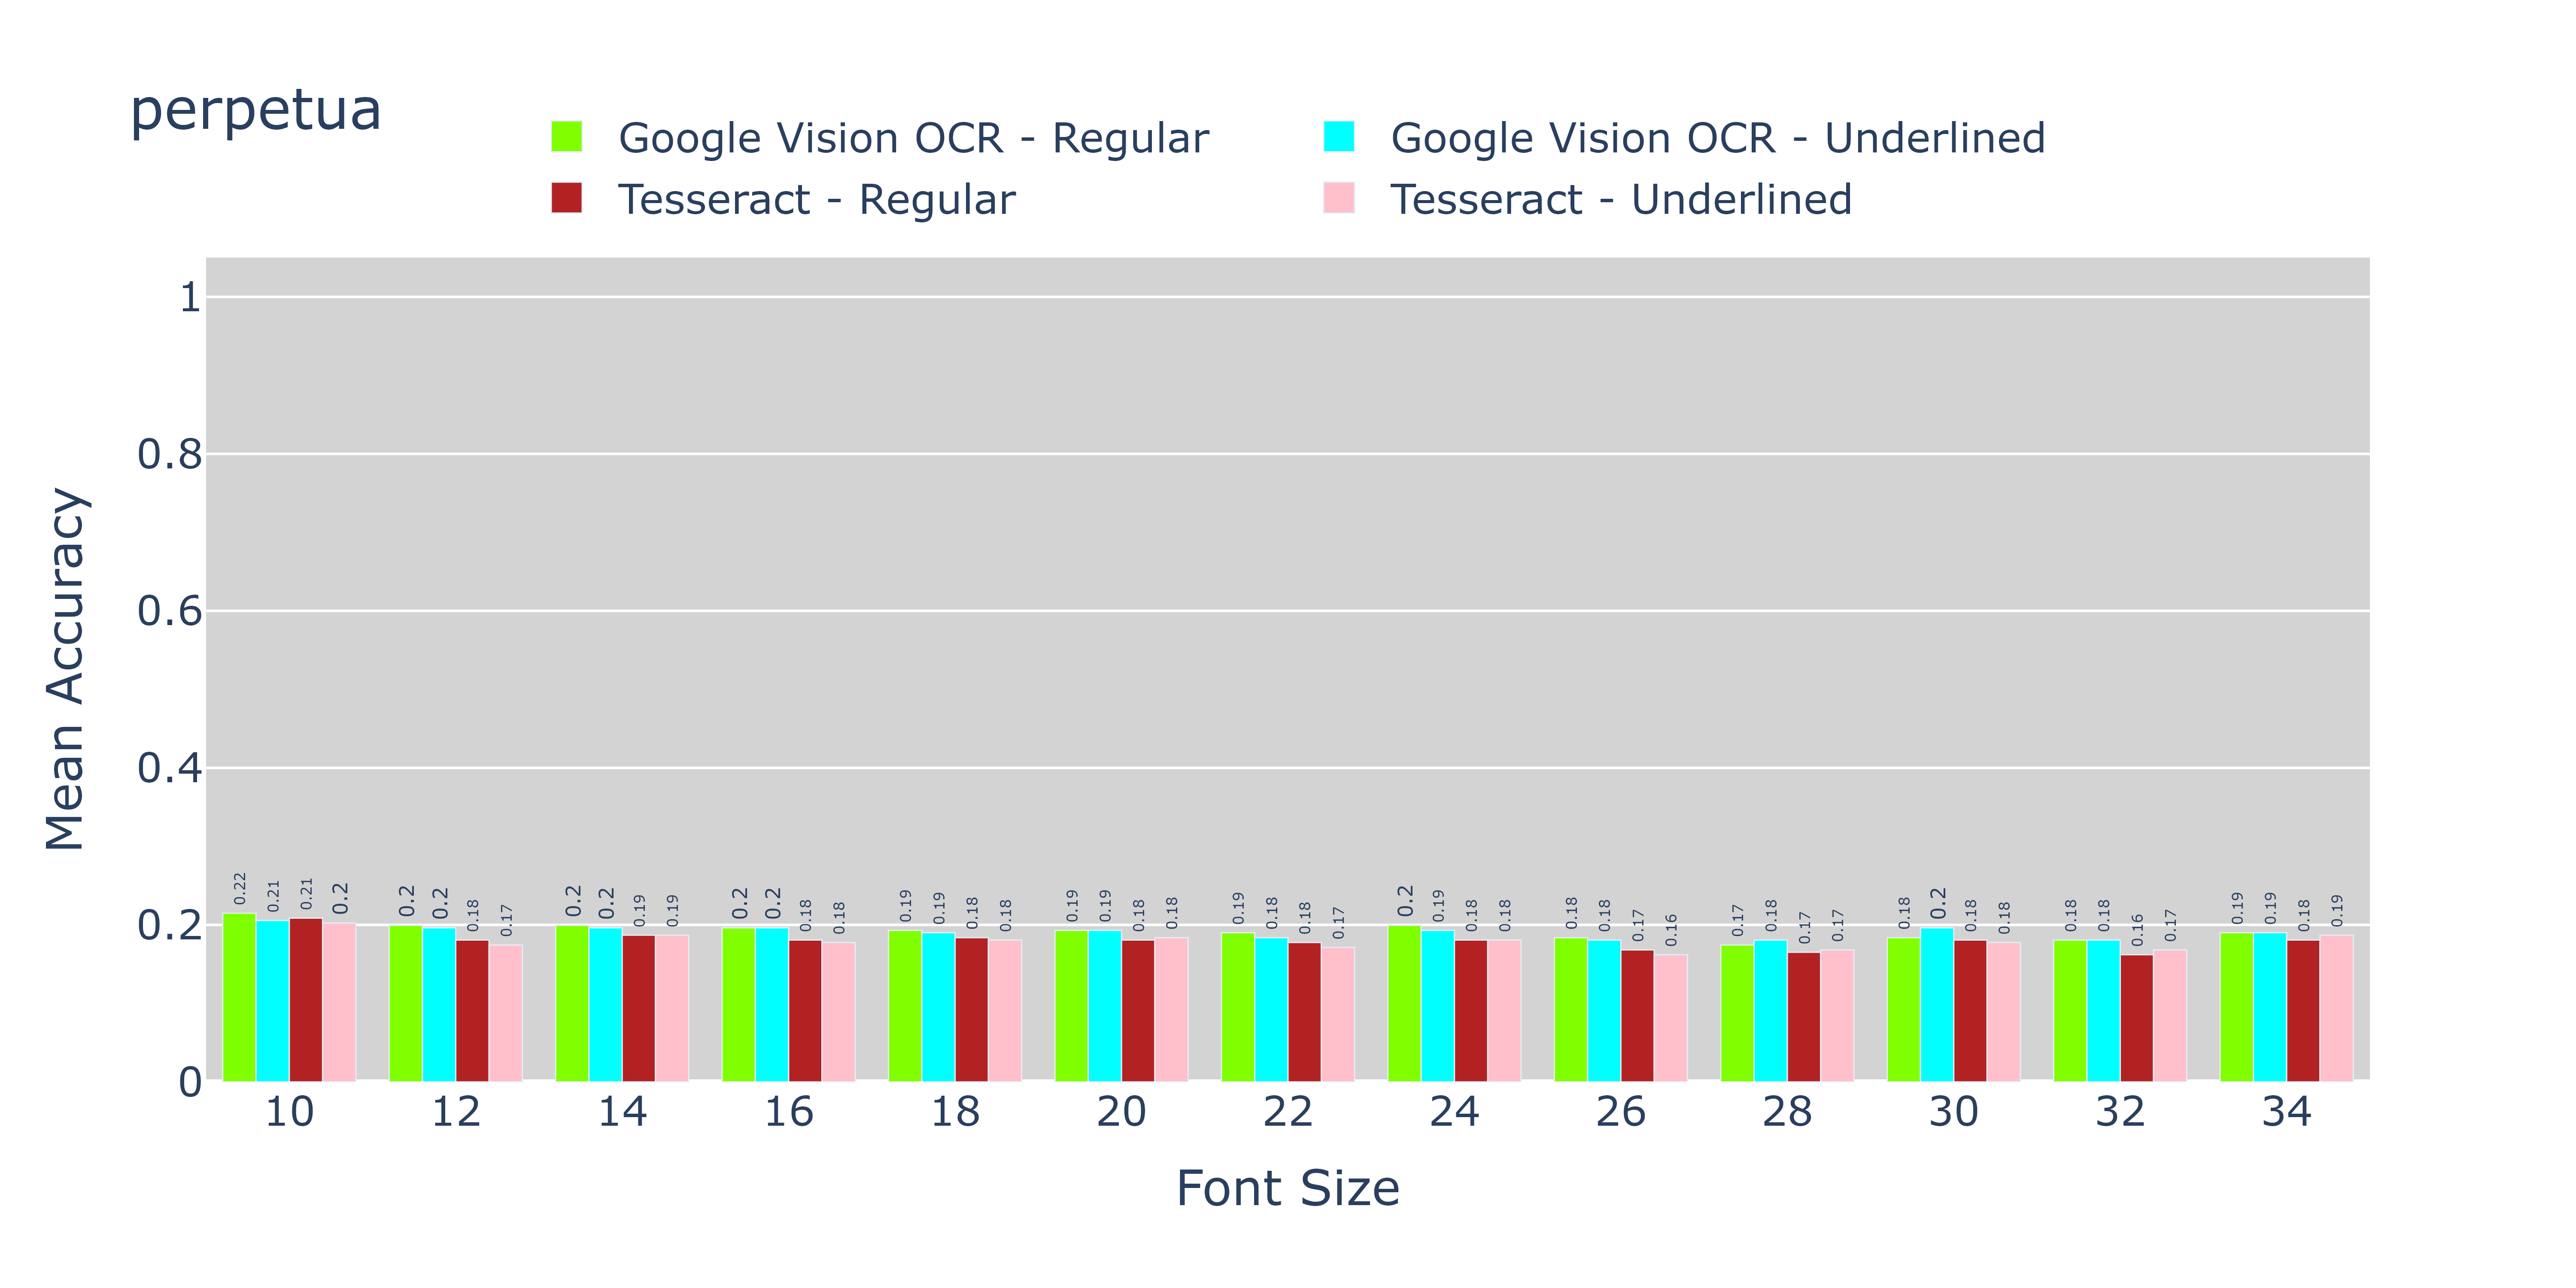 perpetua
Google Vision OCR - Regular
Google Vision OCR - Underlined
Tesseract - Regular
Tesseract - Underlined
Mean Accuracy
1
0.8
0.6
0.4
0.2
0
0.22 0.21 0.21 0.2 0.2 0.2 0.18 0.17 0.2 0.2 0.19 0.19 0.2 0.2 0.18 0.18 0.19 0.19 0.18 0.18 0.19 0.19 0.18 0.18 0.19 0.18 0.18 0.17 0.2 0.19 0.18 0.18 0.18 0.18 0.17 0.16 0.17 0.18 0.17 0.17 0.18 0.2 0.18 0.18 0.18 0.18 0.16 0.17 0.19 0.19 0.18 0.19
10 12 14 16 18 20 22 24 26 28 30 32 34
Font Size